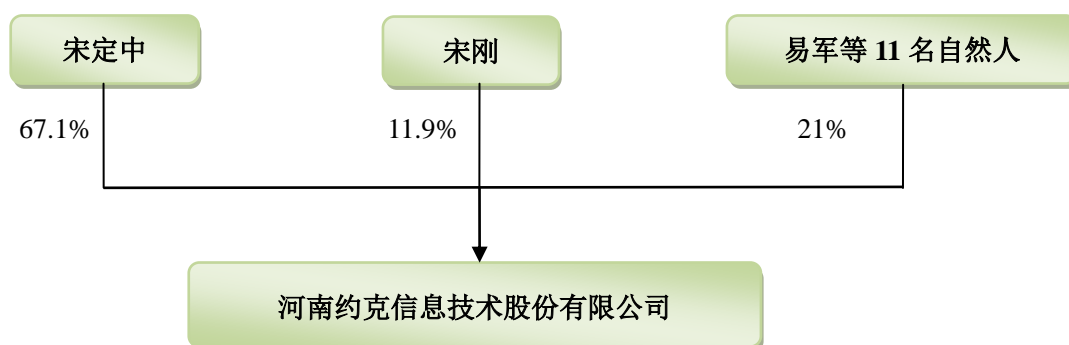 宋定中
宋刚
易军等 11 名自然人
67.1%
11.9%
21%
河南约克信息技术股份有限公司